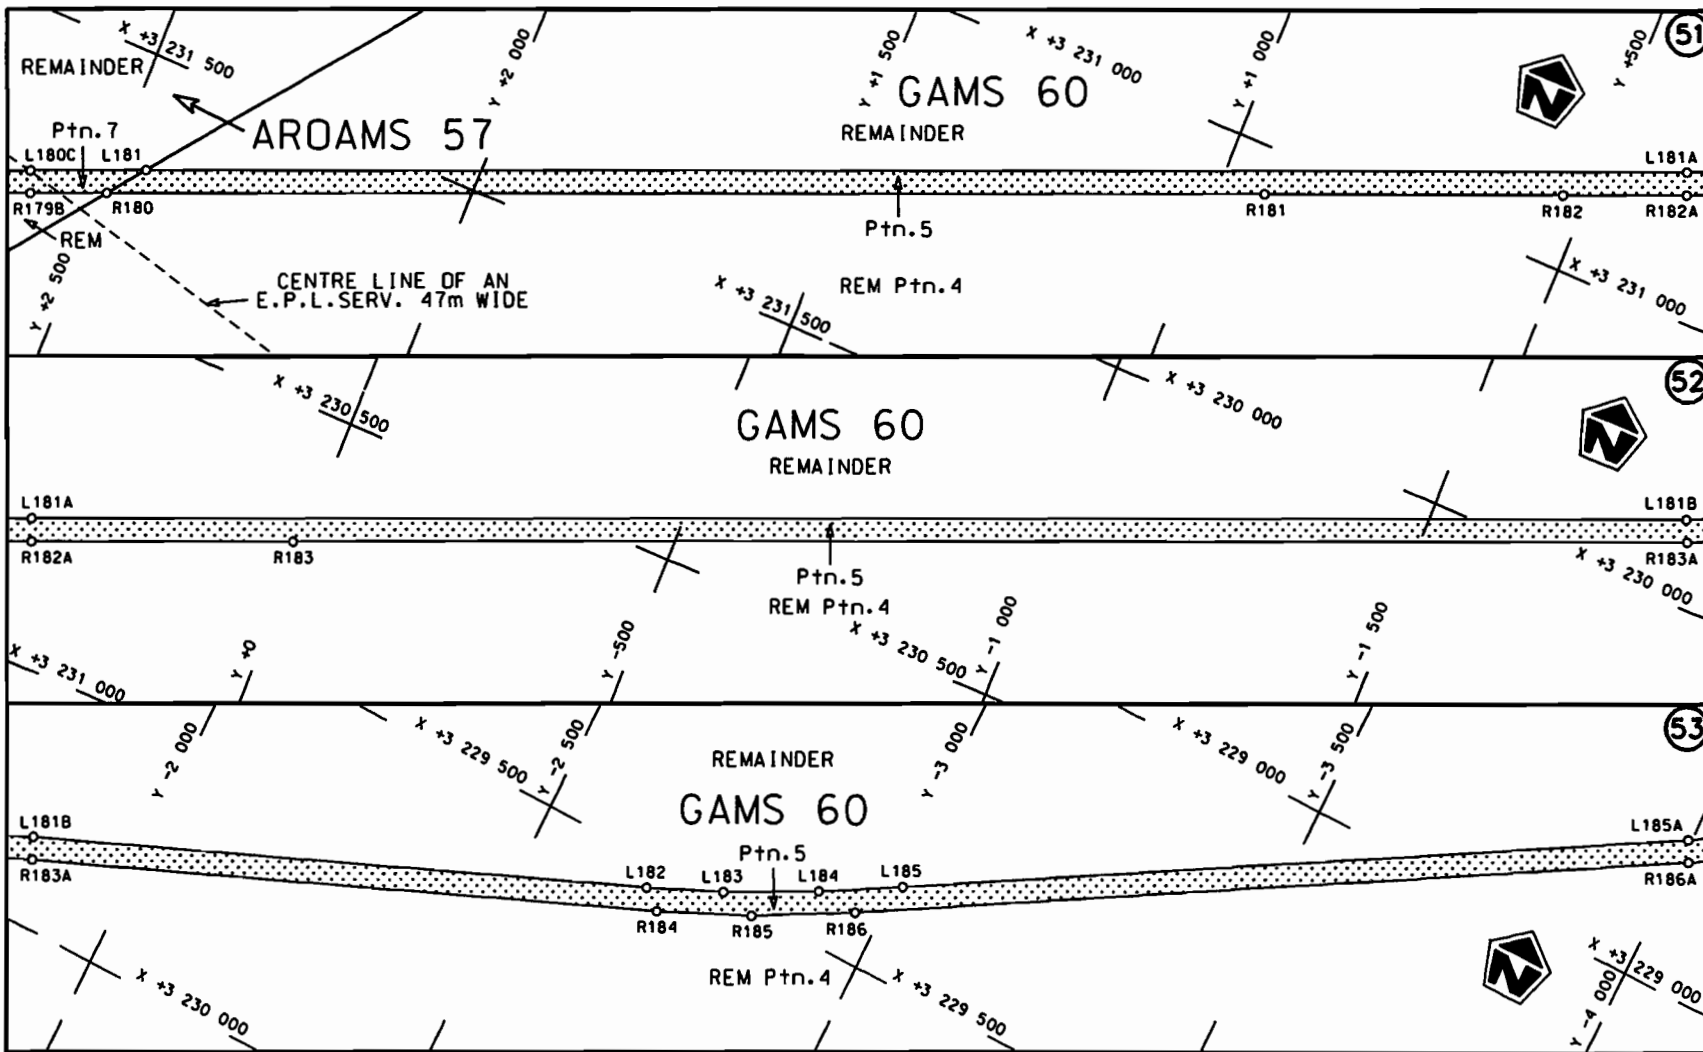 51
X +3 231 500
REMAINDER
Y +2 000
Y +1 500
X +3 231 000
Y +1 000
Y +500
GAMS 60
REMAINDER
AROAMS 57
Ptn.7
L180C
L181
L181A
R179B
R180
R181
R182
R182A
REM
Ptn.5
Y +2 500
CENTRE LINE OF AN
E.P.L.SERV. 47m WIDE
X +3 231 500
REM Ptn.4
X +3 231 000
N
52
X +3 230 500
X +3 230 000
GAMS 60
REMAINDER
N
L181A
L181B
R182A
R183
R183A
Ptn.5
REM Ptn.4
X +3 230 000
X +3 231 000
Y +0
Y -500
X +3 230 500
Y -1 000
Y -1 500
53
Y -2 000
X +3 229 500
Y -2 500
REMAINDER
GAMS 60
Y -3 000
X +3 229 000
Y -3 500
L181B
L182
L183
Ptn.5
L184
L185
L185A
R183A
R184
R185
R186
R186A
REM Ptn.4
X +3 230 000
X +3 229 500
N
X +3 229 000
Y -4 000